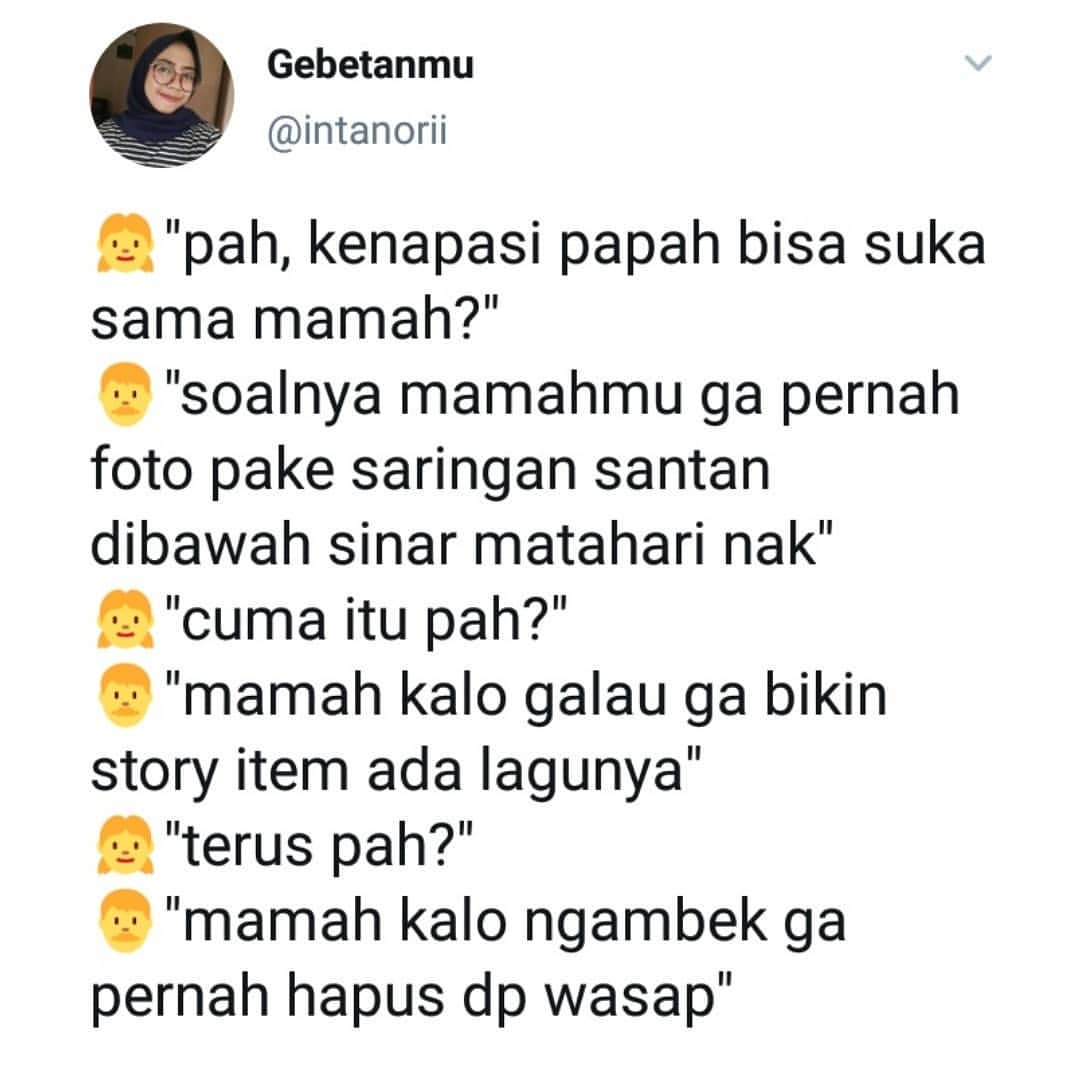 Gebetanmu
@intanorii
👧"pah, kenapasi papah bisa suka
sama mamah?"
👨"soalnya mamahmu ga pernah
foto pake saringan santan
dibawah sinar matahari nak"
👧"cuma itu pah?"
👨"mamah kalo galau ga bikin
story item ada lagunya"
👧"terus pah?"
👨"mamah kalo ngambek ga
pernah hapus dp wasap"